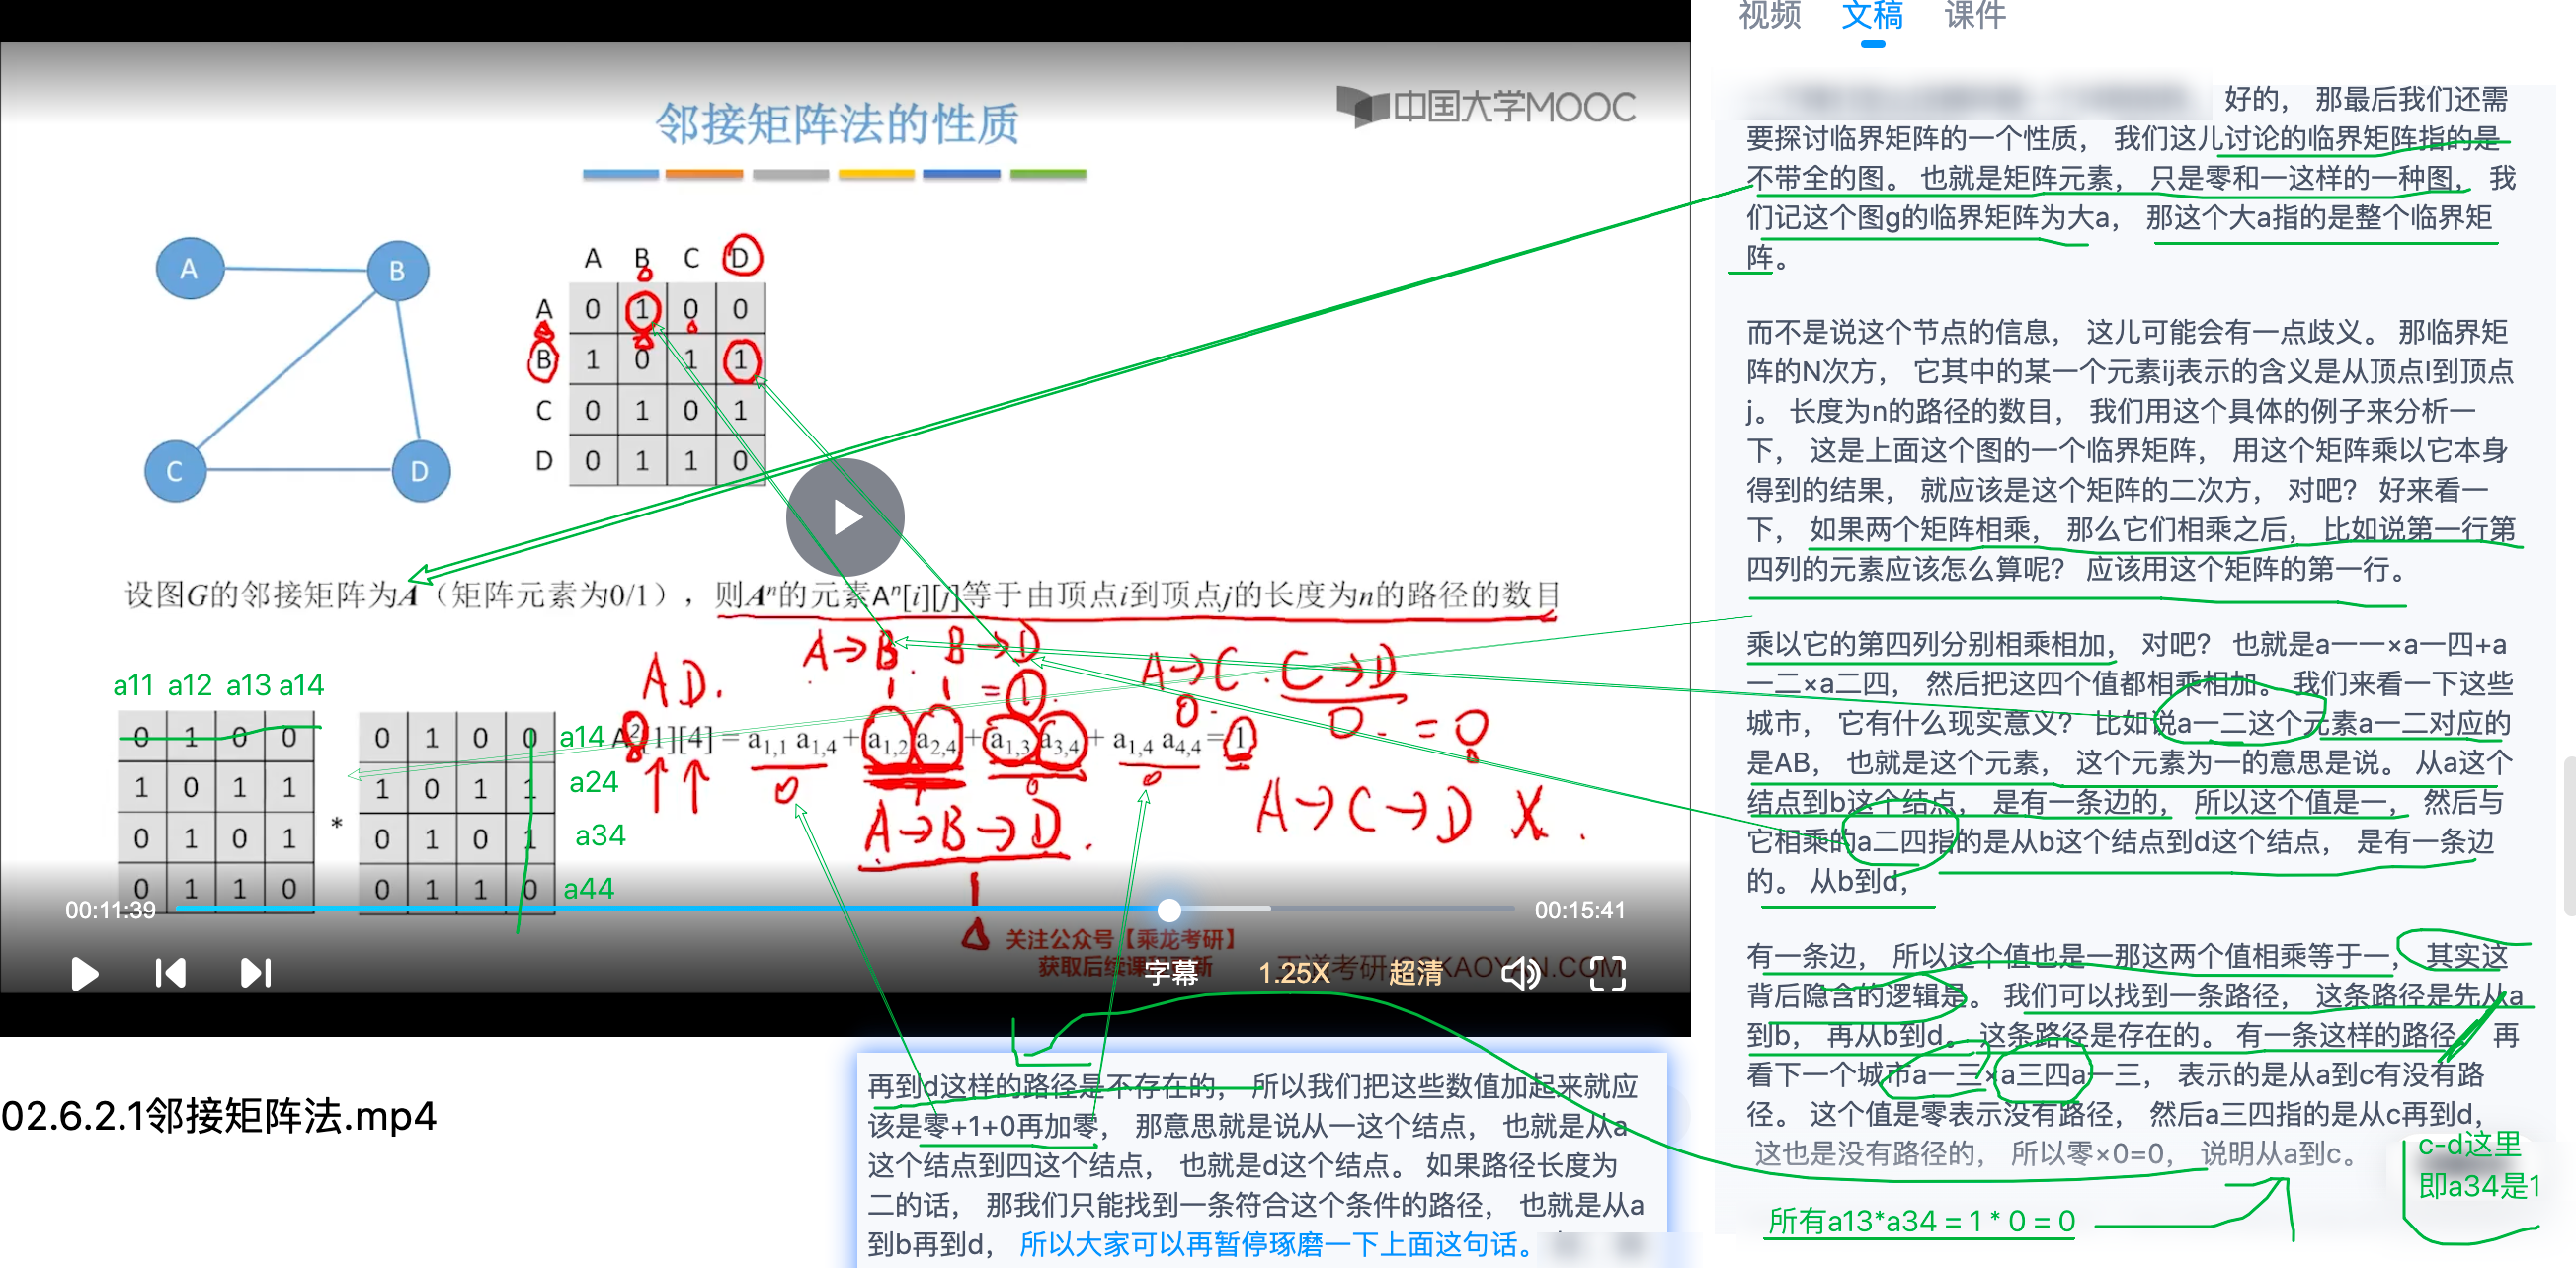 视频 文稿 课件
邻接矩阵法的性质
中国大学MOOC
A B C D
A 0 1 0 0
B 1 0 1 1
C 0 1 0 1
D 0 1 1 0
A
B
C
D
设图G的邻接矩阵为A（矩阵元素为0/1），则Aⁿ的元素Aⁿ[i][j]等于由顶点i到顶点j的长度为n的路径的数目
A→B. B→D
A D.
1 1 =1.
A→C. C→D
0. 0. =0
a11 a12 a13 a14
0 1 0 0
1 0 1 1
0 1 0 1
0 1 1 0
*
0 1 0 0
1 0 1 1
0 1 0 1
0 1 1 0
a14
a24
a34
a44
A²[1][4] = a1,1 a1,4 + a1,2 a2,4 + a1,3 a3,4 + a1,4 a4,4 = 1
0 1 0 0
A→B→D.
1
A→C→D X.
00:11:39
00:15:41
关注公众号【乘龙考研】
获取后续课程更新
字幕 1.25X 超清
02.6.2.1邻接矩阵法.mp4
好的， 那最后我们还需
要探讨临界矩阵的一个性质， 我们这儿讨论的临界矩阵指的是
不带全的图。 也就是矩阵元素， 只是零和一这样的一种图， 我
们记这个图g的临界矩阵为大a， 那这个大a指的是整个临界矩
阵。
而不是说这个节点的信息， 这儿可能会有一点歧义。 那临界矩
阵的N次方， 它其中的某一个元素ij表示的含义是从顶点I到顶点
j。 长度为n的路径的数目， 我们用这个具体的例子来分析一
下， 这是上面这个图的一个临界矩阵， 用这个矩阵乘以它本身
得到的结果， 就应该是这个矩阵的二次方， 对吧？ 好来看一
下， 如果两个矩阵相乘， 那么它们相乘之后， 比如说第一行第
四列的元素应该怎么算呢？ 应该用这个矩阵的第一行。
乘以它的第四列分别相乘相加， 对吧？ 也就是a一一×a一四+a
一二×a二四， 然后把这四个值都相乘相加。 我们来看一下这些
城市， 它有什么现实意义？ 比如说a一二这个元素a一二对应的
是AB， 也就是这个元素， 这个元素为一的意思是说。 从a这个
结点到b这个结点， 是有一条边的， 所以这个值是一， 然后与
它相乘的a二四指的是从b这个结点到d这个结点， 是有一条边
的。 从b到d，
有一条边， 所以这个值也是一那这两个值相乘等于一， 其实这
背后隐含的逻辑是。 我们可以找到一条路径， 这条路径是先从a
到b， 再从b到d。 这条路径是存在的。 有一条这样的路径， 再
看下一个城市a一三×a三四a一三， 表示的是从a到c有没有路
径。 这个值是零表示没有路径， 然后a三四指的是从c再到d，
这也是没有路径的， 所以零×0=0， 说明从a到c。
c-d这里
即a34是1
所有a13*a34 = 1 * 0 = 0
再到d这样的路径是不存在的， 所以我们把这些数值加起来就应
该是零+1+0再加零， 那意思就是说从一这个结点， 也就是从a
这个结点到四这个结点， 也就是d这个结点。 如果路径长度为
二的话， 那我们只能找到一条符合这个条件的路径， 也就是从a
到b再到d， 所以大家可以再暂停琢磨一下上面这句话。